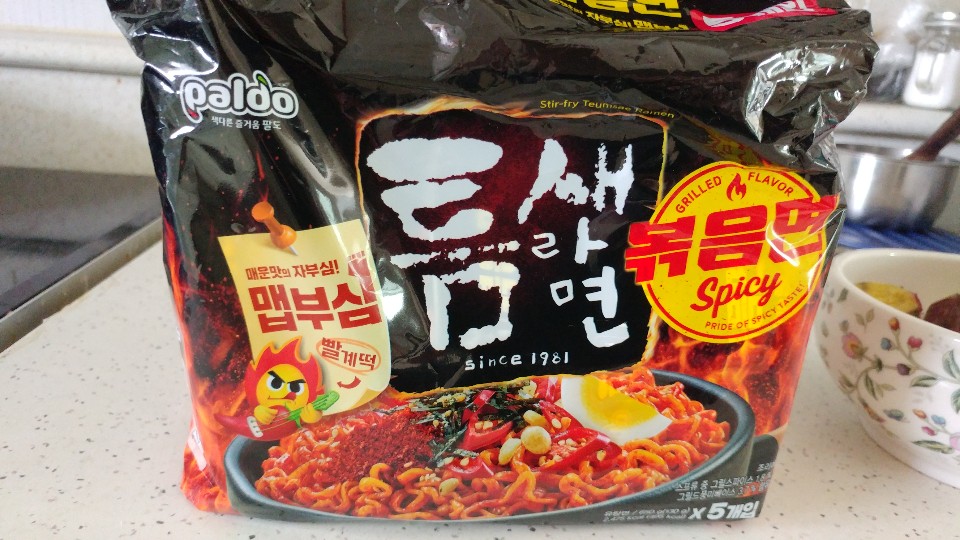 paldo
색다른 즐거움 팔도
Stir-fry Teumsae Ramen
틈새
라면
since 1981
매운맛의 자부심!
맵부심
빨계떡
GRILLED FLAVOR
볶음면
Spicy
PRIDE OF SPICY TASTE!
x 5개입